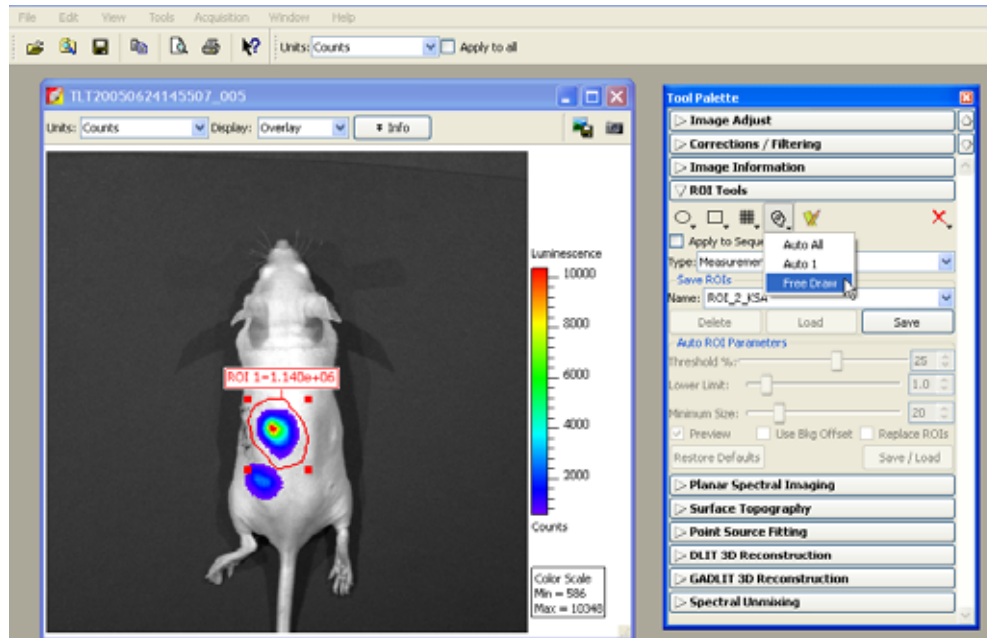 File Edit View Tools Acquisition Window Help
Units: Counts Apply to all
TLT20050624145507_005
Units: Counts Display: Overlay Info
ROI 1=1.140e+06
Luminescence
10000
8000
6000
4000
2000
Counts
Color Scale
Min = 586
Max = 10348
Tool Palette
Image Adjust
Corrections / Filtering
Image Information
ROI Tools
Apply to Seque
Auto All
Type: Measuremen
Auto 1
Save ROIs
Free Draw
Name: ROI_2_KSA
Delete Load Save
Auto ROI Parameters
Threshold %: 25
Lower Limit: 1.0
Minimum Size: 20
Preview Use Bkg Offset Replace ROIs
Restore Defaults Save / Load
Planar Spectral Imaging
Surface Topography
Point Source Fitting
DLIT 3D Reconstruction
GADLIT 3D Reconstruction
Spectral Unmixing